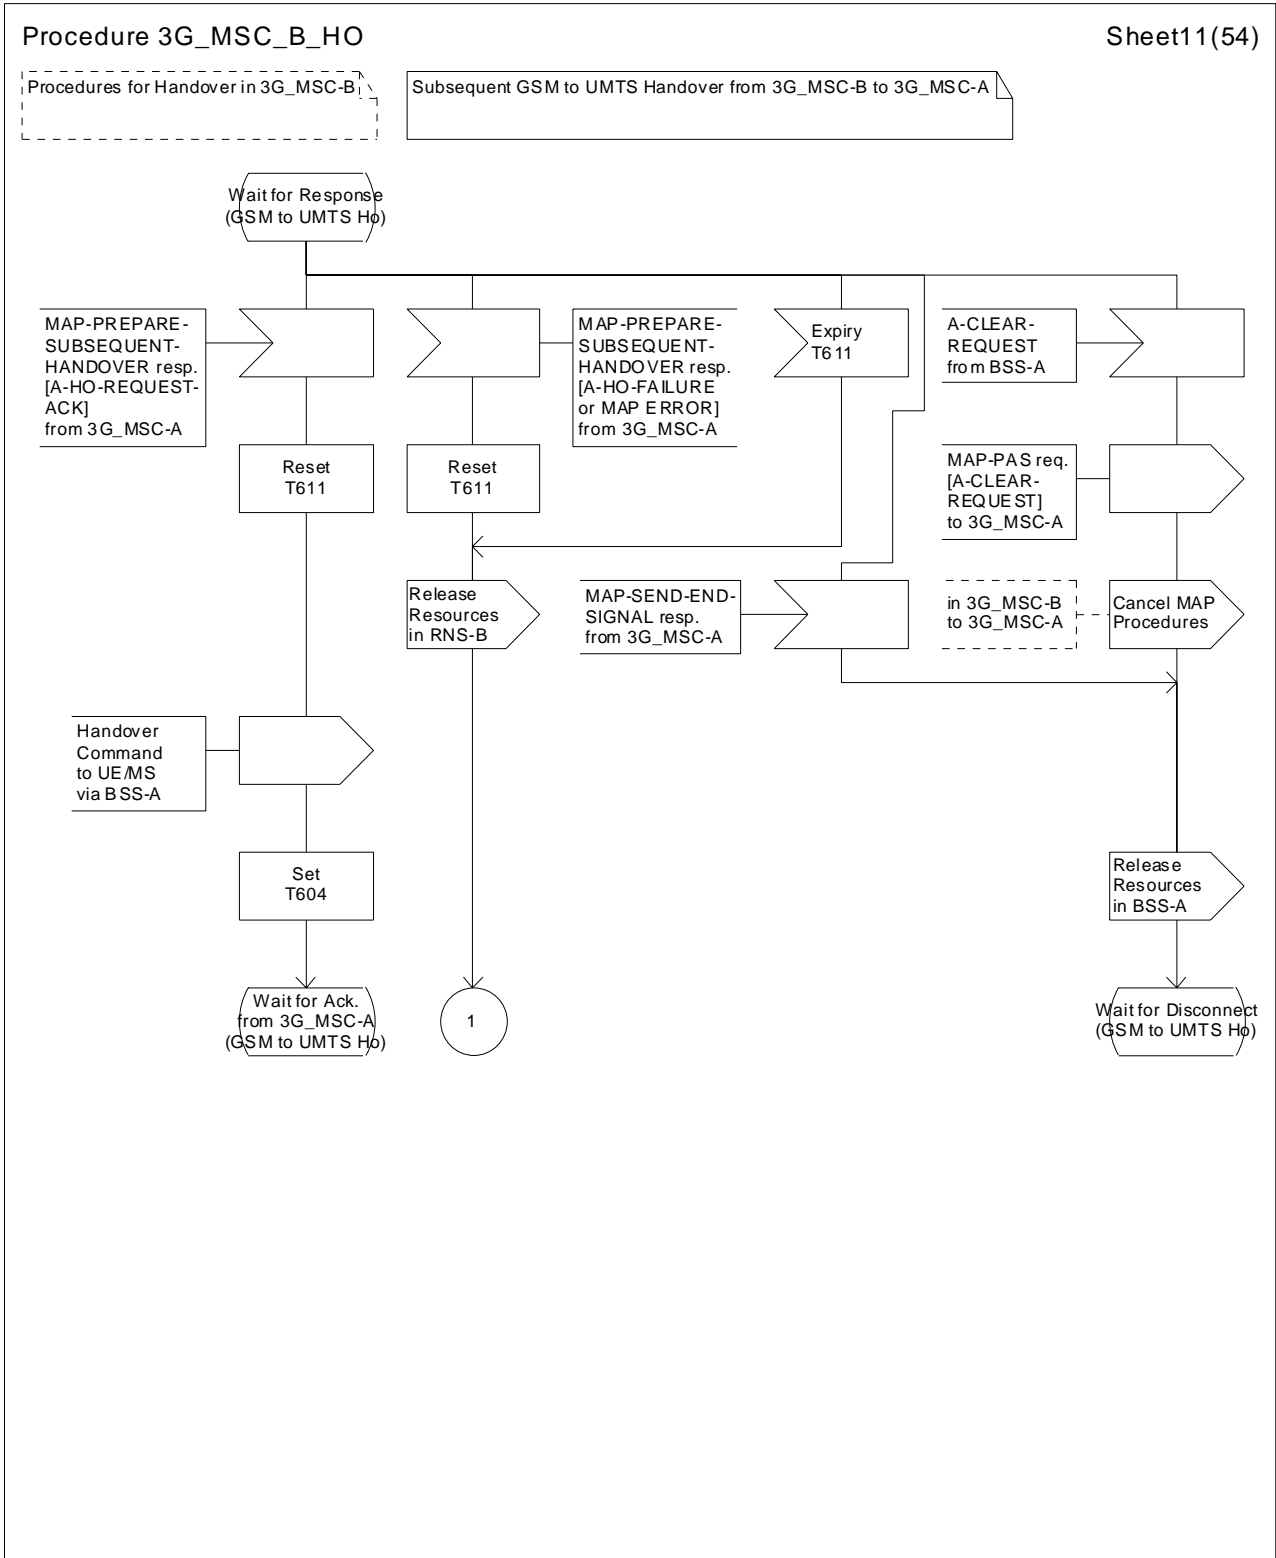 Procedure 3G_MSC_B_HO
Sheet11(54)
Procedures for Handover in 3G_MSC-B
Subsequent GSM to UMTS Handover from 3G_MSC-B to 3G_MSC-A
Wait for Response
(GSM to UMTS Ho)
MAP-PREPARE-
SUBSEQUENT-
HANDOVER resp.
[A-HO-REQUEST-
ACK]
from 3G_MSC-A
MAP-PREPARE-
SUBSEQUENT-
HANDOVER resp.
[A-HO-FAILURE
or MAP ERROR]
from 3G_MSC-A
Expiry
T611
A-CLEAR-
REQUEST
from BSS-A
Reset
T611
Reset
T611
MAP-PAS req.
[A-CLEAR-
REQUEST]
to 3G_MSC-A
Release
Resources
in RNS-B
MAP-SEND-END-
SIGNAL resp.
from 3G_MSC-A
in 3G_MSC-B
to 3G_MSC-A
Cancel MAP
Procedures
Handover
Command
to UE/MS
via BSS-A
Set
T604
Release
Resources
in BSS-A
Wait for Ack.
from 3G_MSC-A
(GSM to UMTS Ho)
1
Wait for Disconnect
(GSM to UMTS Ho)